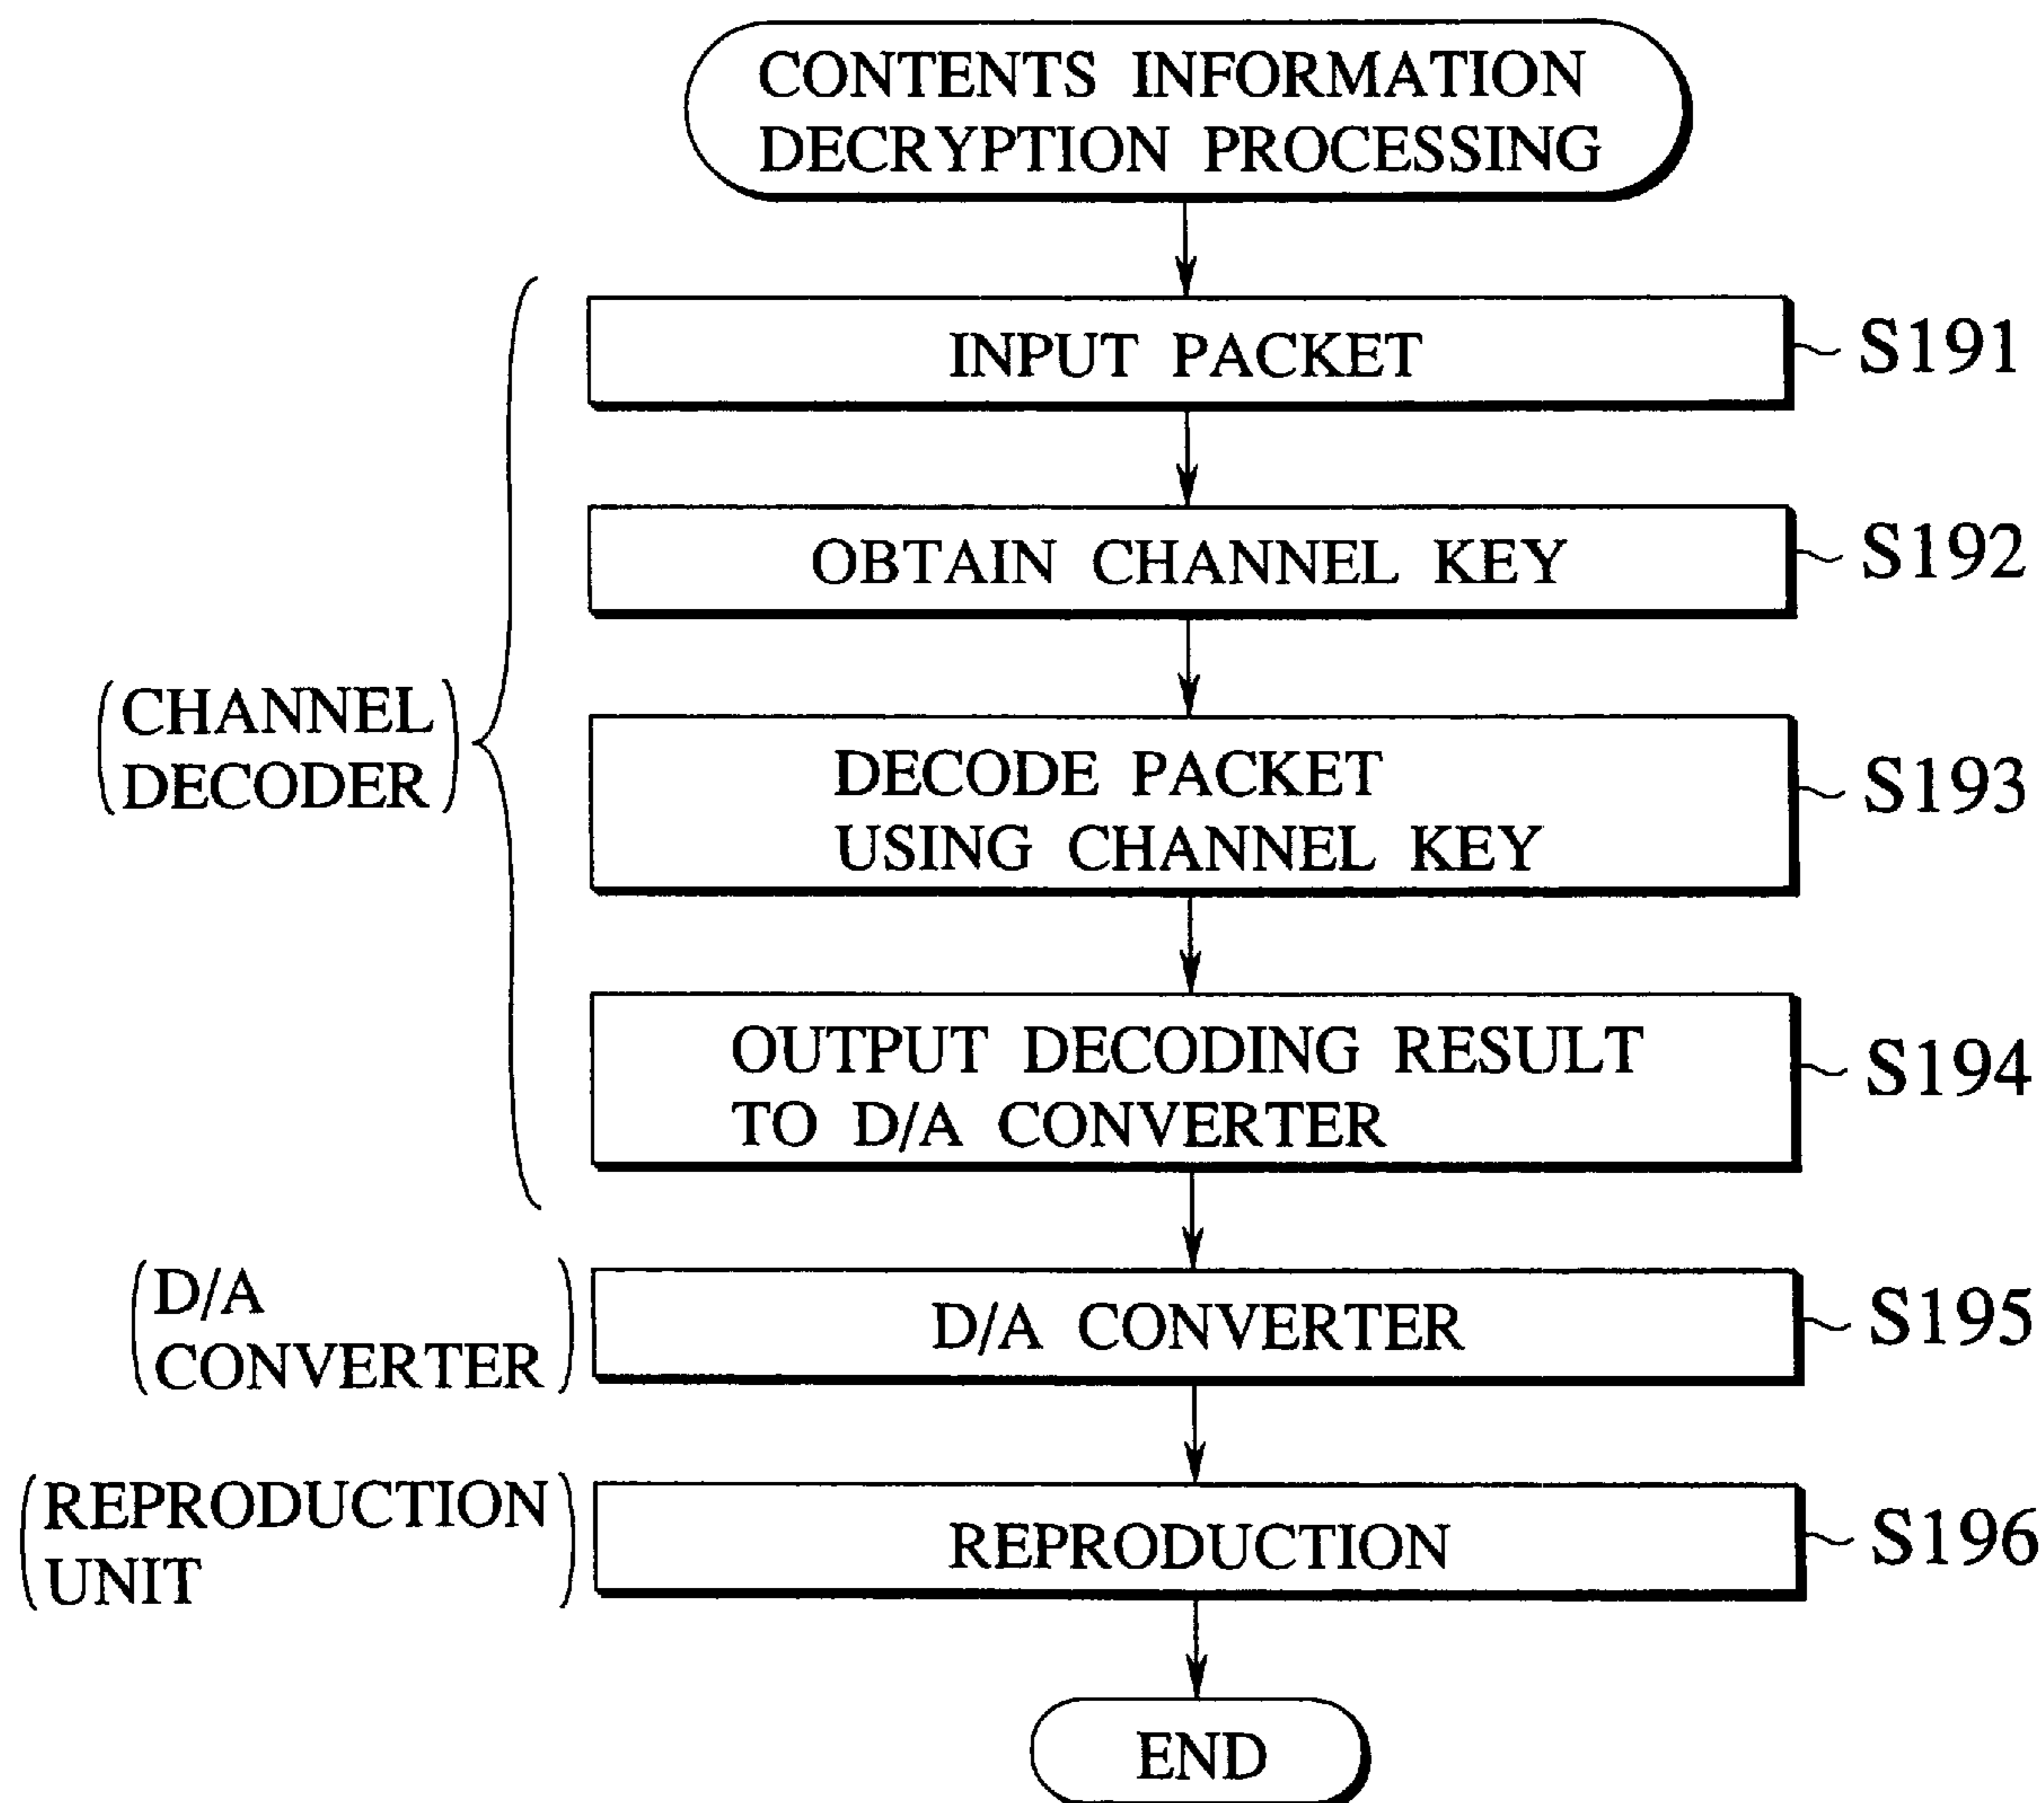 CONTENTS INFORMATION
DECRYPTION PROCESSING
INPUT PACKET
S191
OBTAIN CHANNEL KEY
S192
CHANNEL
DECODER
DECODE PACKET
USING CHANNEL KEY
S193
OUTPUT DECODING RESULT
TO D/A CONVERTER
S194
D/A
CONVERTER
D/A CONVERTER
S195
REPRODUCTION
UNIT
REPRODUCTION
S196
END